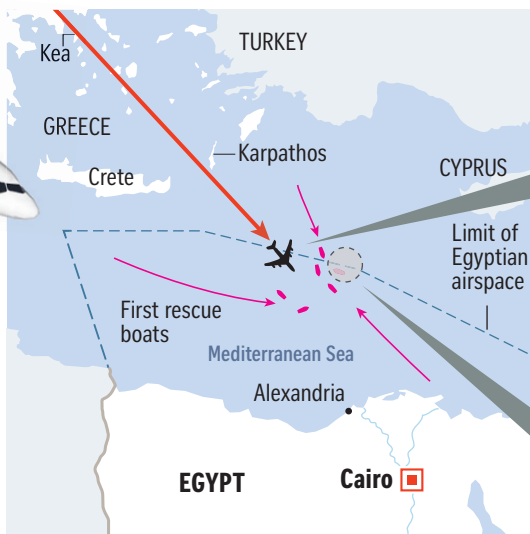 TURKEY
Kea
GREECE
Karpathos
Crete
CYPRUS
Limit of
Egyptian
airspace
First rescue
boats
Mediterranean Sea
Alexandria
EGYPT
Cairo